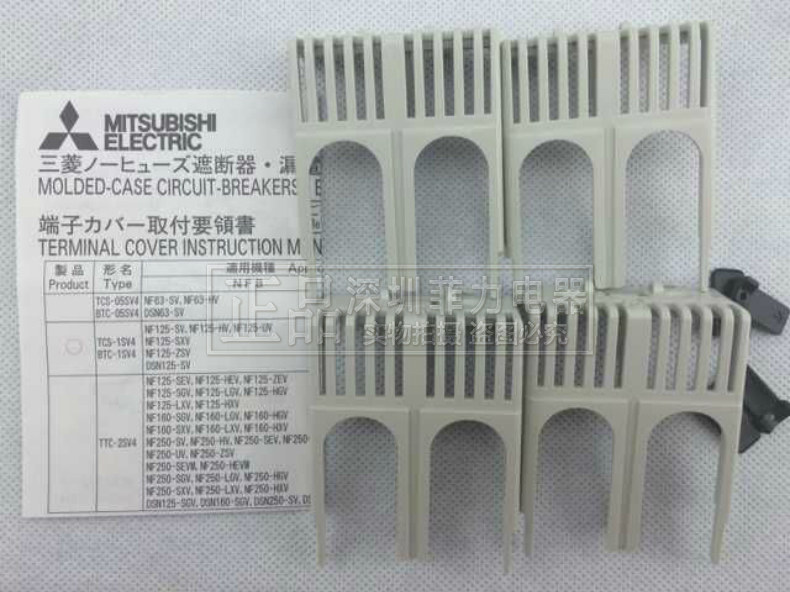 MITSUBISHI
ELECTRIC
三菱ノーヒューズ遮断器・漏
MOLDED-CASE CIRCUIT-BREAKERS
端子カバー取付要領書
TERMINAL COVER INSTRUCTION
製品 形名 適用機種 App
Product Type NFB
TCS-05SV4 NF63-SV, NF63-HV
BTC-05SV4 DSN63-SV
NF125-SV, NF125-HV, NF125-UV
TCS-1SV4 NF125-SXV
BTC-1SV4 NF125-ZSV
DSN125-SV
NF125-SEV, NF125-HEV, NF125-ZEV
NF125-SGV, NF125-LGV, NF125-HGV
NF125-LXV, NF125-HXV
NF160-SGV, NF160-LGV, NF160-HGV
NF160-SXV, NF160-LXV, NF160-HXV
TTC-2SV4 NF250-SV, NF250-HV, NF250-SEV, NF250-
NF250-UV, NF250-ZSV
NF250-SEVM, NF250-HEVM
NF250-SGV, NF250-LGV, NF250-HGV
NF250-SXV, NF250-LXV, NF250-HXV
DSN125-SGV, DSN160-SGV, DSN250-SV, DS
正品 深圳菲力电器
实物拍摄 盗图必究